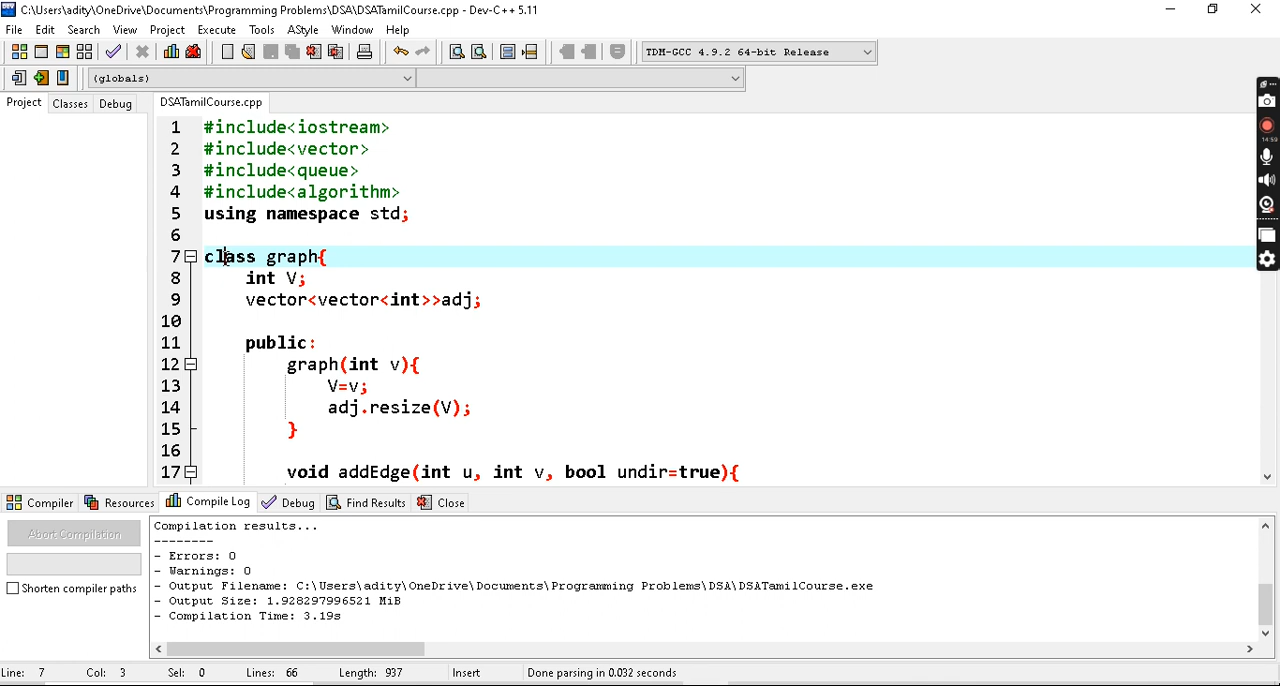 C:\Users\adity\OneDrive\Documents\Programming Problems\DSA\DSATamilCourse.cpp - Dev-C++ 5.11
File Edit Search View Project Execute Tools AStyle Window Help
TDM-GCC 4.9.2 64-bit Release
(globals)
Project Classes Debug DSATamilCourse.cpp
1 #include<iostream>
2 #include<vector>
3 #include<queue>
4 #include<algorithm>
5 using namespace std;
6
7 class graph{
8 int V;
9 vector<vector<int>>adj;
10
11 public:
12 graph(int v){
13 V=v;
14 adj.resize(V);
15 }
16
17 void addEdge(int u, int v, bool undir=true){
14:59
Compiler Resources Compile Log Debug Find Results Close
Abort Compilation
Shorten compiler paths
Compilation results...
--------
- Errors: 0
- Warnings: 0
- Output Filename: C:\Users\adity\OneDrive\Documents\Programming Problems\DSA\DSATamilCourse.exe
- Output Size: 1.928297996521 MiB
- Compilation Time: 3.19s
Line: 7 Col: 3 Sel: 0 Lines: 66 Length: 937 Insert Done parsing in 0.032 seconds